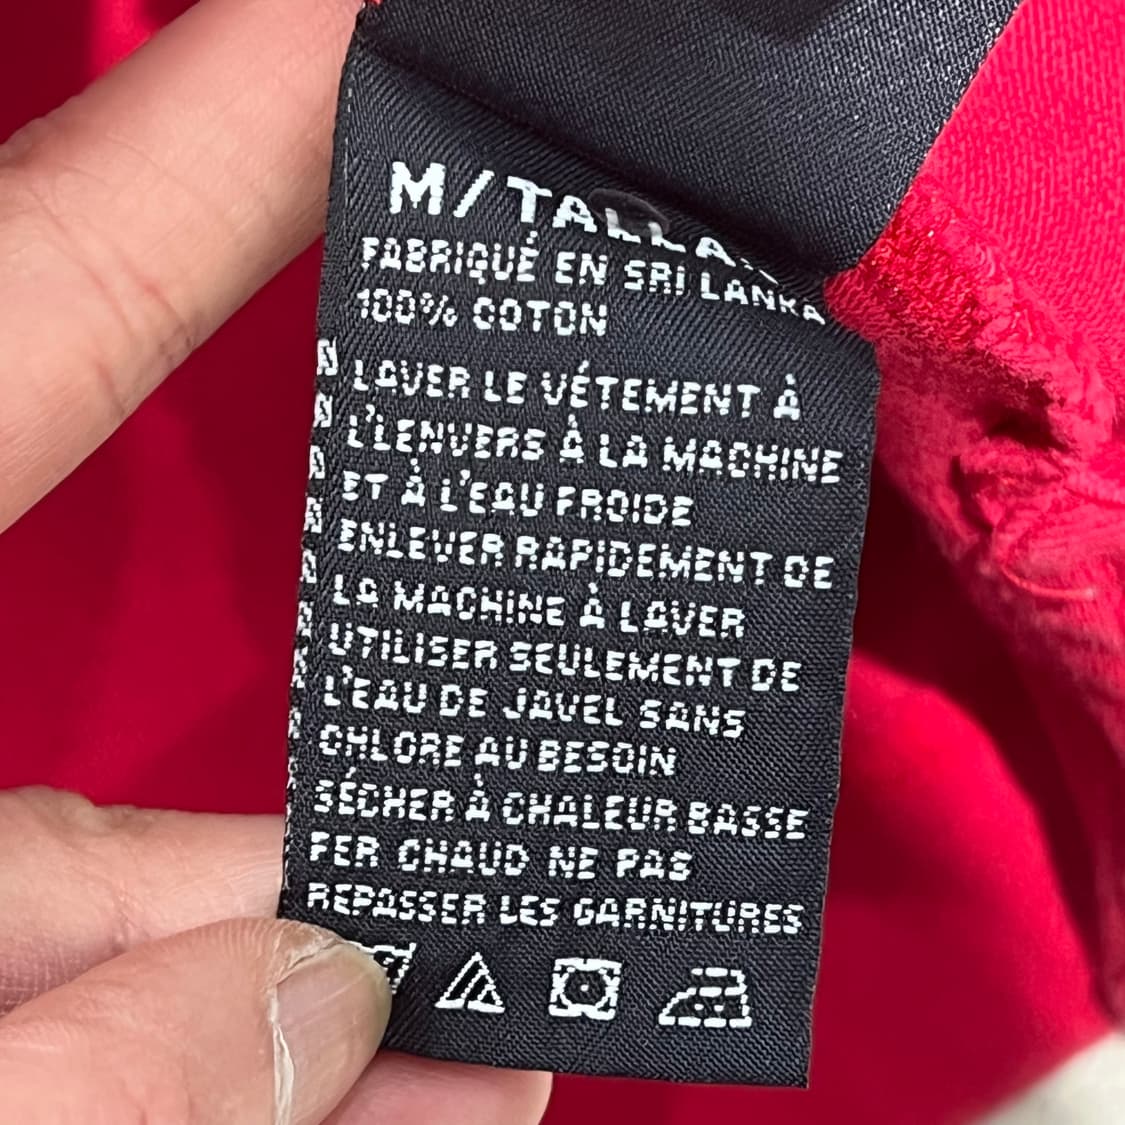 M/TALLA
FABRIQUÉ EN SRI LANKA
100% COTON
LAVER LE VÉTEMENT À
L'LENVERS À LA MACHINE
ET À L'EAU FROIDE
ENLEVER RAPIDEMENT DE
LA MACHINE À LAVER
UTILISER SEULEMENT DE
L'EAU DE JAVEL SANS
CHLORE AU BESOIN
SÉCHER À CHALEUR BASSE
FER CHAUD NE PAS
REPASSER LES GARNITURES